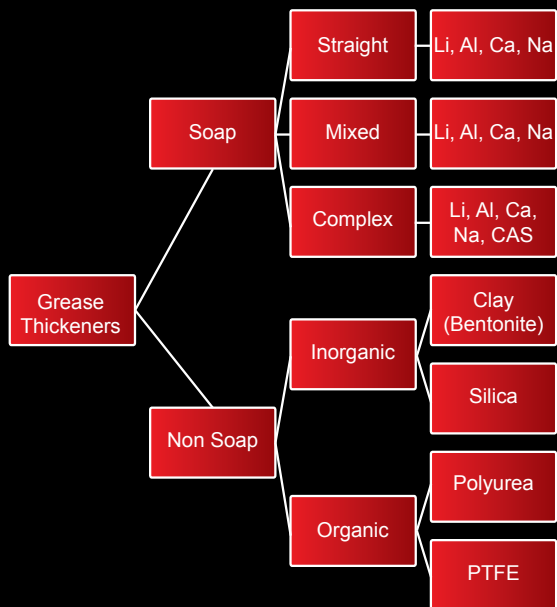 Straight
Li, Al, Ca, Na
Soap
Mixed
Li, Al, Ca, Na
Complex
Li, Al, Ca,
Na, CAS
Grease
Thickeners
Clay
(Bentonite)
Inorganic
Silica
Non Soap
Polyurea
Organic
PTFE